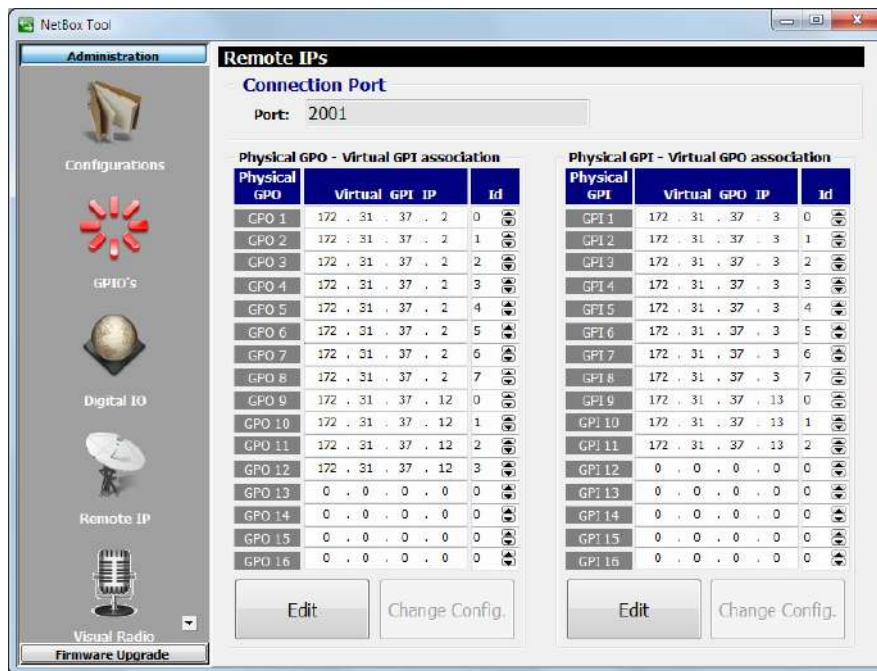 NetBox Tool
Administration
Configurations
GPIO's
Digital IO
Remote IP
Visual Radio
Firmware Upgrade
Remote IPs
Connection Port
Port: 2001
Physical GPO - Virtual GPI association
Physical GPO Virtual GPI IP Id
GPO 1 172 . 31 . 37 . 2 0
GPO 2 172 . 31 . 37 . 2 1
GPO 3 172 . 31 . 37 . 2 2
GPO 4 172 . 31 . 37 . 2 3
GPO 5 172 . 31 . 37 . 2 4
GPO 6 172 . 31 . 37 . 2 5
GPO 7 172 . 31 . 37 . 2 6
GPO 8 172 . 31 . 37 . 2 7
GPO 9 172 . 31 . 37 . 12 0
GPO 10 172 . 31 . 37 . 12 1
GPO 11 172 . 31 . 37 . 12 2
GPO 12 172 . 31 . 37 . 12 3
GPO 13 0 . 0 . 0 . 0 0
GPO 14 0 . 0 . 0 . 0 0
GPO 15 0 . 0 . 0 . 0 0
GPO 16 0 . 0 . 0 . 0 0
Edit Change Config.
Physical GPI - Virtual GPO association
Physical GPI Virtual GPO IP Id
GPI 1 172 . 31 . 37 . 3 0
GPI 2 172 . 31 . 37 . 3 1
GPI 3 172 . 31 . 37 . 3 2
GPI 4 172 . 31 . 37 . 3 3
GPI 5 172 . 31 . 37 . 3 4
GPI 6 172 . 31 . 37 . 3 5
GPI 7 172 . 31 . 37 . 3 6
GPI 8 172 . 31 . 37 . 3 7
GPI 9 172 . 31 . 37 . 13 0
GPI 10 172 . 31 . 37 . 13 1
GPI 11 172 . 31 . 37 . 13 2
GPI 12 0 . 0 . 0 . 0 0
GPI 13 0 . 0 . 0 . 0 0
GPI 14 0 . 0 . 0 . 0 0
GPI 15 0 . 0 . 0 . 0 0
GPI 16 0 . 0 . 0 . 0 0
Edit Change Config.